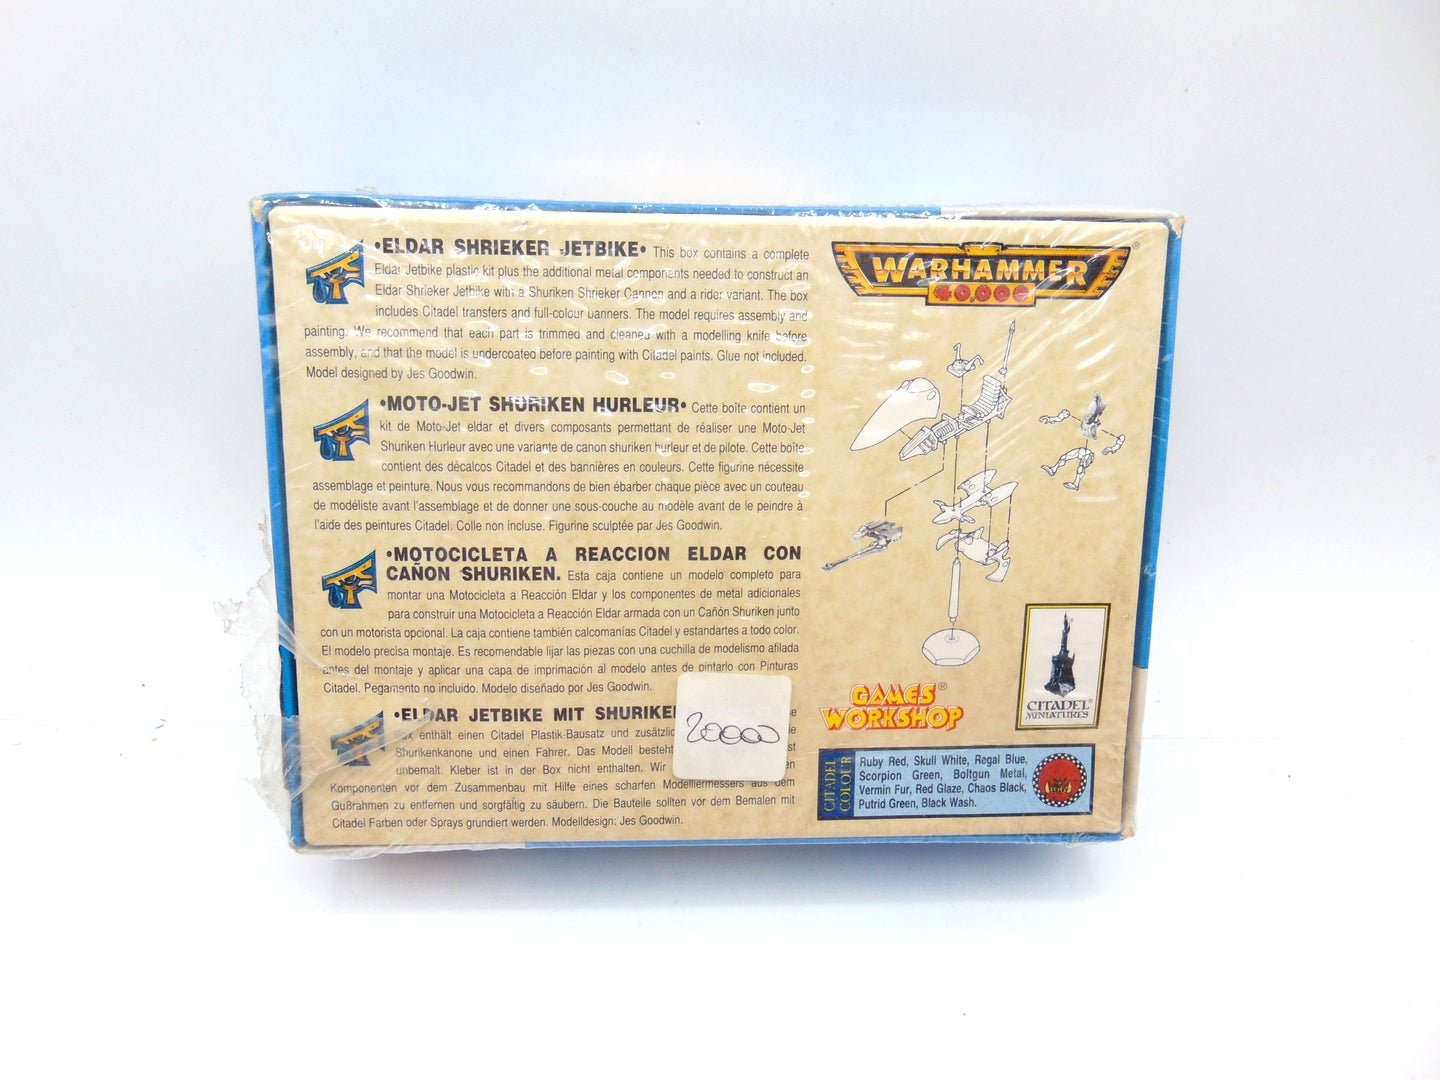 •ELDAR SHRIEKER JETBIKE• This box contains a complete
Eldar Jetbike plastic kit plus the additional metal components needed to construct an
Eldar Shrieker Jetbike with a Shuriken Shrieker Cannon and a rider variant. The box
includes Citadel transfers and full-colour banners. The model requires assembly and
painting. We recommend that each part is trimmed and cleaned with a modelling knife before
assembly, and that the model is undercoated before painting with Citadel paints. Glue not included.
Model designed by Jes Goodwin.
•MOTO-JET SHURIKEN HURLEUR• Cette boîte contient un
kit de Moto-Jet eldar et divers composants permettant de réaliser une Moto-Jet
Shuriken Hurleur avec une variante de canon shuriken hurleur et de pilote. Cette boîte
contient des décalcos Citadel et des bannières en couleurs. Cette figurine nécessite
assemblage et peinture. Nous vous recommandons de bien ébarber chaque pièce avec un couteau
de modéliste avant l'assemblage et de donner une sous-couche au modèle avant de le peindre à
l'aide des peintures Citadel. Colle non incluse. Figurine sculptée par Jes Goodwin.
•MOTOCICLETA A REACCION ELDAR CON
CAÑON SHURIKEN. Esta caja contiene un modelo completo para
montar una Motocicleta a Reacción Eldar y los componentes de metal adicionales
para construir una Motocicleta a Reacción Eldar armada con un Cañón Shuriken junto
con un motorista opcional. La caja contiene también calcomanías Citadel y estandartes a todo color.
El modelo precisa montaje. Es recomendable lijar las piezas con una cuchilla de modelismo afilada
antes del montaje y aplicar una capa de imprimación al modelo antes de pintarlo con Pinturas
Citadel. Pegamento no incluido. Modelo diseñado por Jes Goodwin.
•ELDAR JETBIKE MIT
Box enthält einen Citadel Plastik-Bausatz und
Shurikenkanone und einen Fahrer. Das Modell besteht
unbemalt. Kleber ist in der Box nicht enthalten. Wir
Komponenten vor dem Zusammenbau mit Hilfe eines scharfen Modelliermessers aus dem
Gußrahmen zu entfernen und sorgfältig zu säubern. Die Bauteile sollten vor dem Bemalen mit
Citadel Farben oder Sprays grundiert werden. Modelldesign: Jes Goodwin.
20000
WARHAMMER®
40,000
CITADEL®
MINIATURES
GAMES®
WORKSHOP
CITADEL
COLOUR
Ruby Red, Skull White, Regal Blue,
Scorpion Green, Boltgun Metal,
Vermin Fur, Red Glaze, Chaos Black,
Putrid Green, Black Wash.